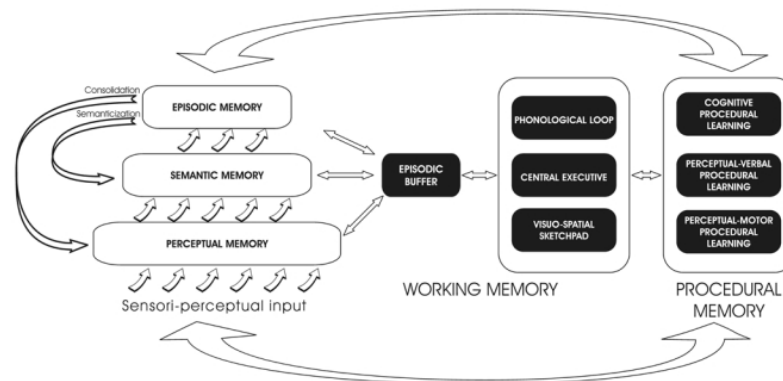 Consolidation
EPISODIC MEMORY
Semanticization
SEMANTIC MEMORY
PERCEPTUAL MEMORY
Sensori-perceptual input
EPISODIC
BUFFER
PHONOLOGICAL LOOP
CENTRAL EXECUTIVE
VISUO-SPATIAL
SKETCHPAD
WORKING MEMORY
COGNITIVE
PROCEDURAL
LEARNING
PERCEPTUAL-VERBAL
PROCEDURAL
LEARNING
PERCEPTUAL-MOTOR
PROCEDURAL
LEARNING
PROCEDURAL
MEMORY